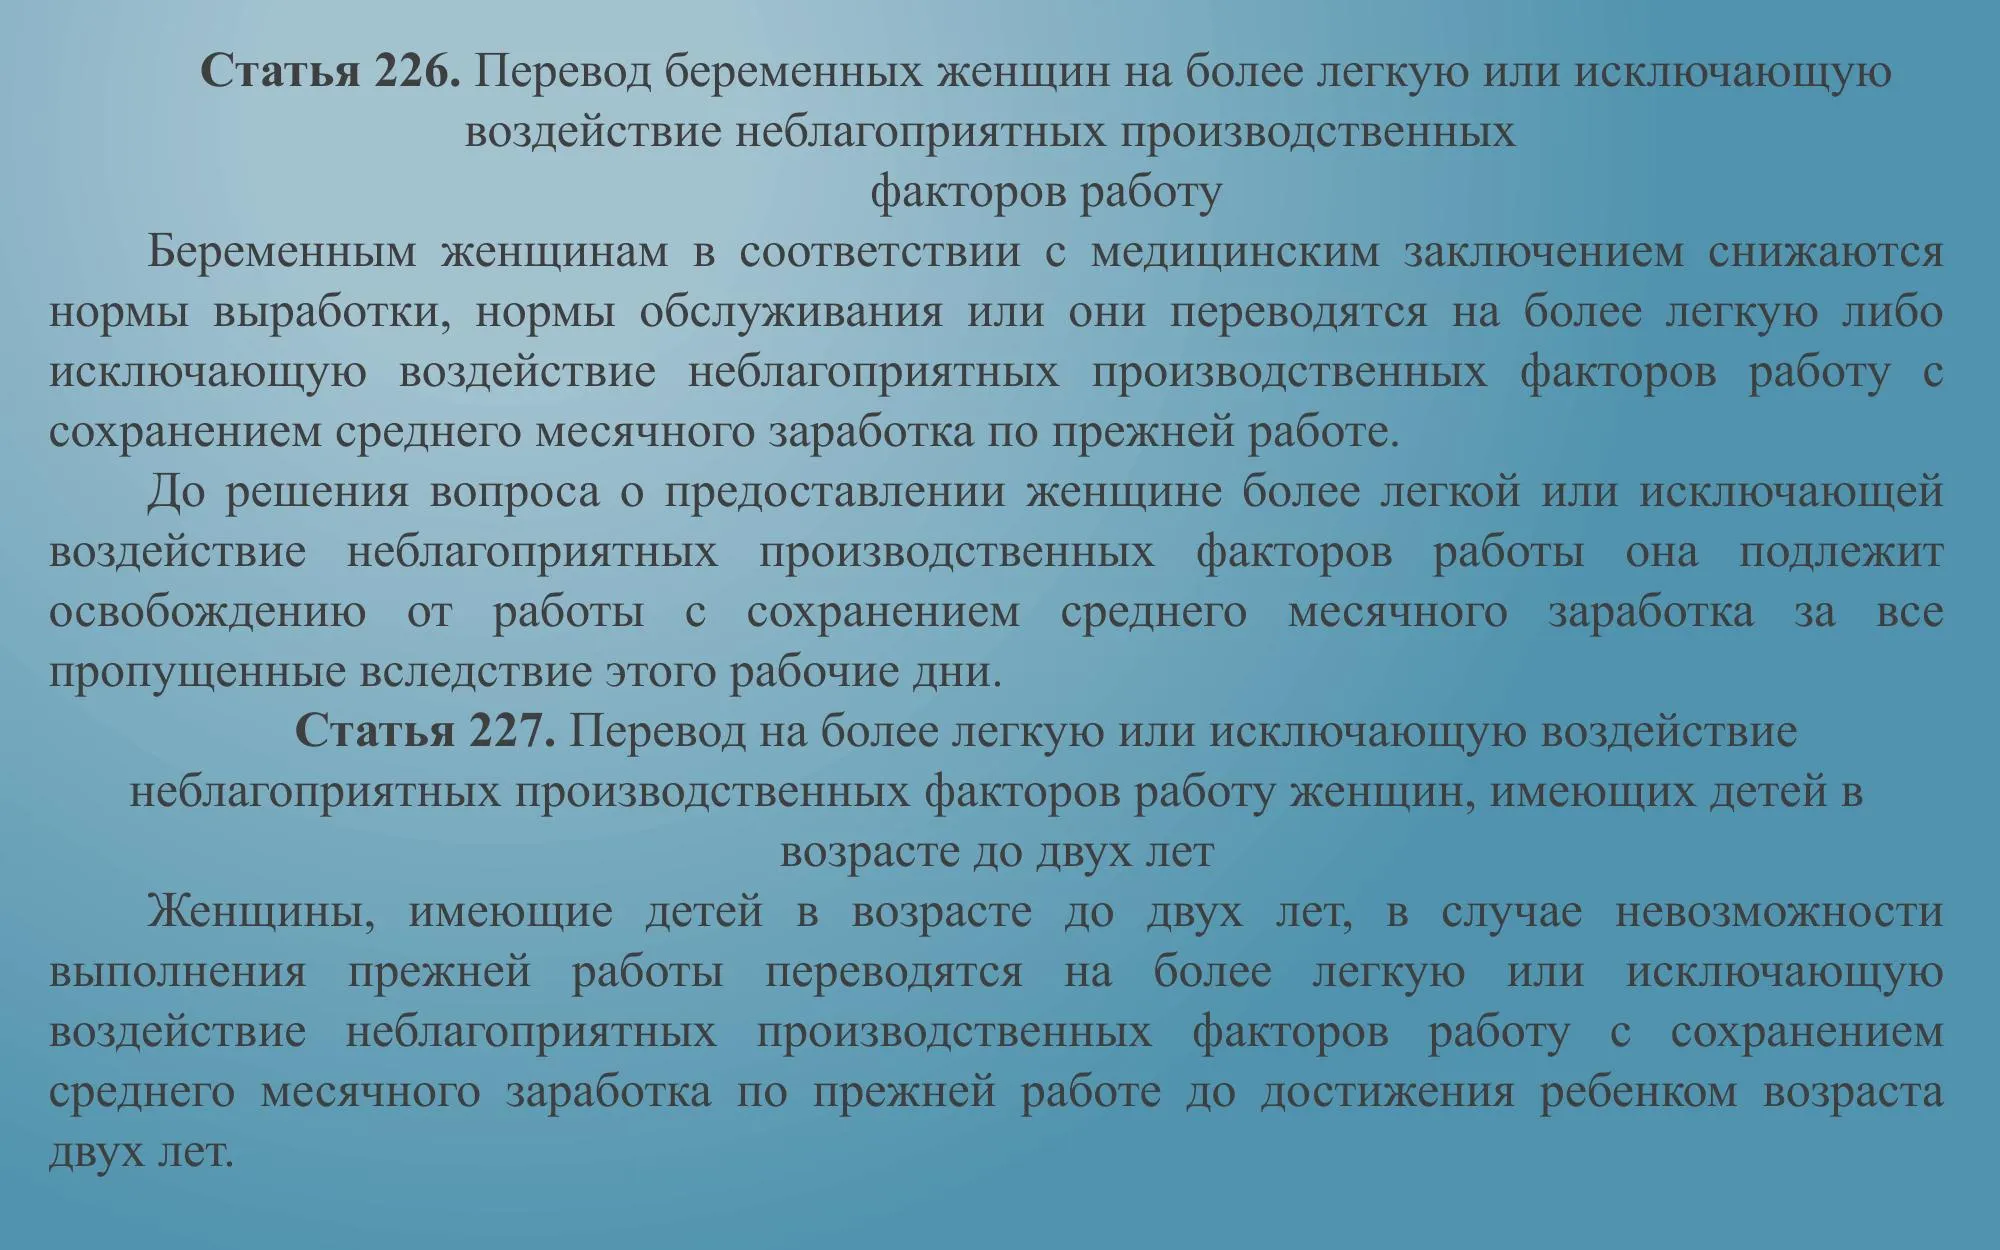 Статья 226. Перевод беременных женщин на более легкую или исключающую
воздействие неблагоприятных производственных
факторов работу
Беременным женщинам в соответствии с медицинским заключением снижаются
нормы выработки, нормы обслуживания или они переводятся на более легкую либо
исключающую воздействие неблагоприятных производственных факторов работу с
сохранением среднего месячного заработка по прежней работе.
До решения вопроса о предоставлении женщине более легкой или исключающей
воздействие неблагоприятных производственных факторов работы она подлежит
освобождению от работы с сохранением среднего месячного заработка за все
пропущенные вследствие этого рабочие дни.
Статья 227. Перевод на более легкую или исключающую воздействие
неблагоприятных производственных факторов работу женщин, имеющих детей в
возрасте до двух лет
Женщины, имеющие детей в возрасте до двух лет, в случае невозможности
выполнения прежней работы переводятся на более легкую или исключающую
воздействие неблагоприятных производственных факторов работу с сохранением
среднего месячного заработка по прежней работе до достижения ребенком возраста
двух лет.